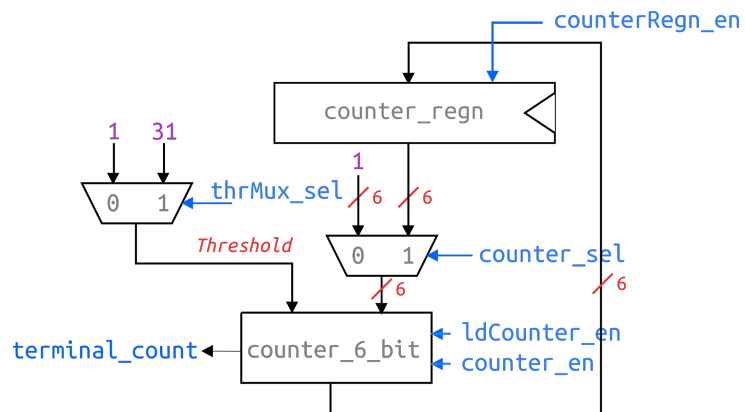 counterRegn_en
counter_regn
1 31
1
thrMux_sel
6 6
0 1
Threshold
0 1
counter_sel
6
6
ldCounter_en
terminal_count
counter_6_bit
counter_en